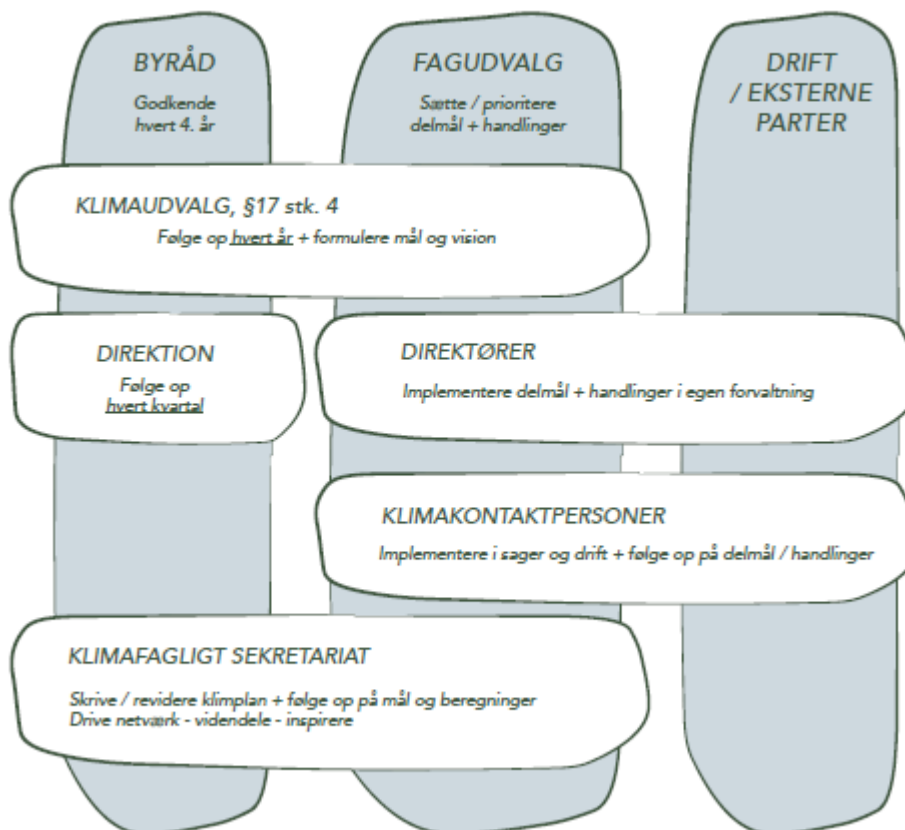 BYRÅD
Godkende
hvert 4. år
FAGUDVALG
Sætte / prioritere
delmål + handlinger
DRIFT
/ EKSTERNE
PARTER
KLIMAUDVALG, §17 stk. 4
Følge op hvert år + formulere mål og vision
DIREKTION
Følge op
hvert kvartal
DIREKTØRER
Implementere delmål + handlinger i egen forvaltning
KLIMAKONTAKTPERSONER
Implementere i sager og drift + følge op på delmål / handlinger
KLIMAFAGLIGT SEKRETARIAT
Skrive / revidere klimplan + følge op på mål og beregninger
Drive netværk - videndele - inspirere